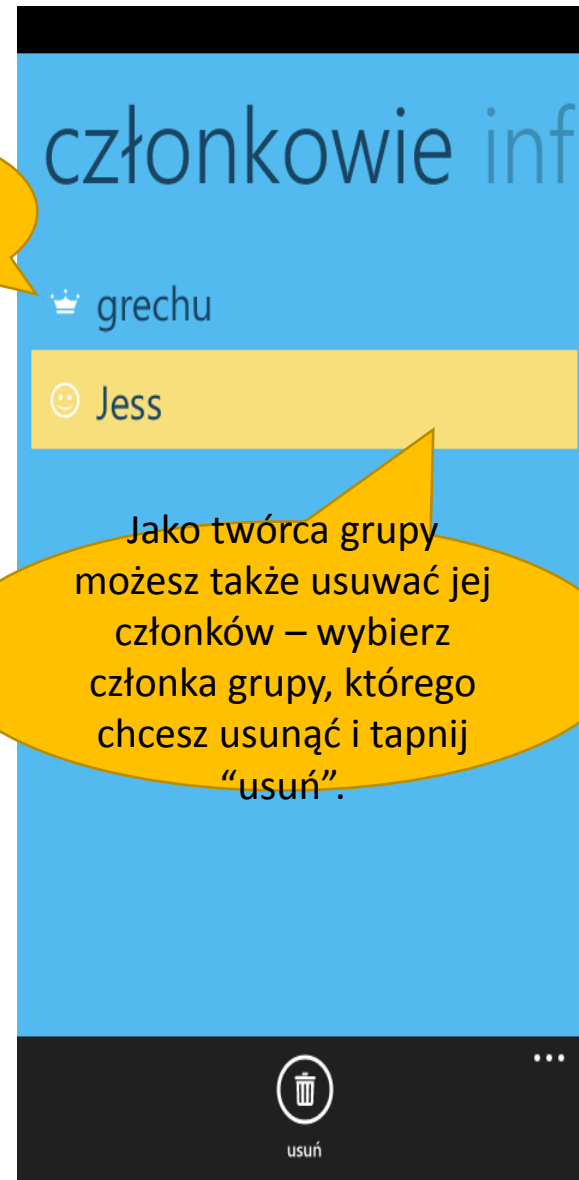 członkowie inf
grechu
Jess
Jako twórca grupy
możesz także usuwać jej
członków – wybierz
członka grupy, którego
chcesz usunąć i tapnij
“usuń”.
usuń